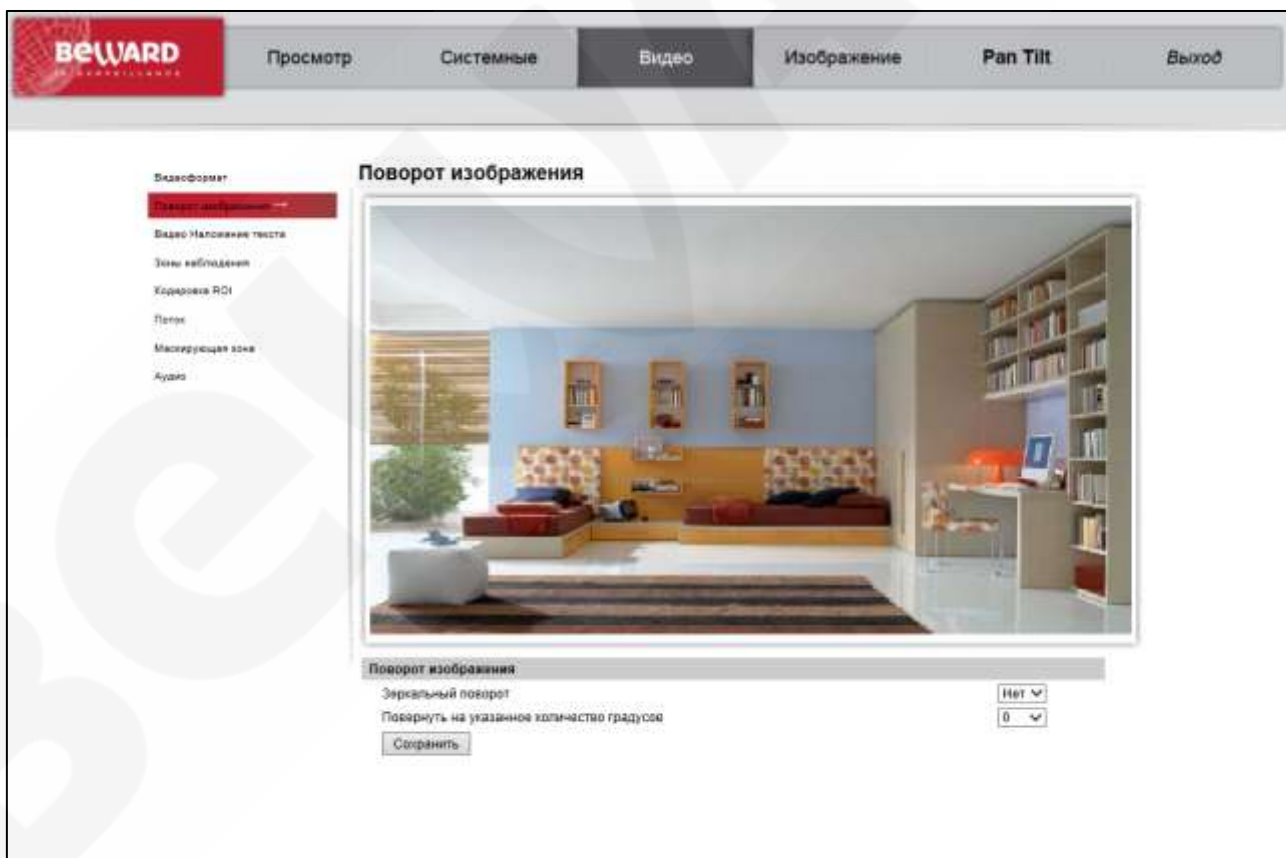 BEWARD
Просмотр Системные Видео Изображение Pan Tilt Выход
Поворот изображения
Видеоформат
Поворот изображения
Видео Наложение текста
Зоны наблюдения
Кодировка ROI
Поток
Маскирующая зона
Аудио
Поворот изображения
Зеркальный поворот Нет
Повернуть на указанное количество градусов 0
Сохранить